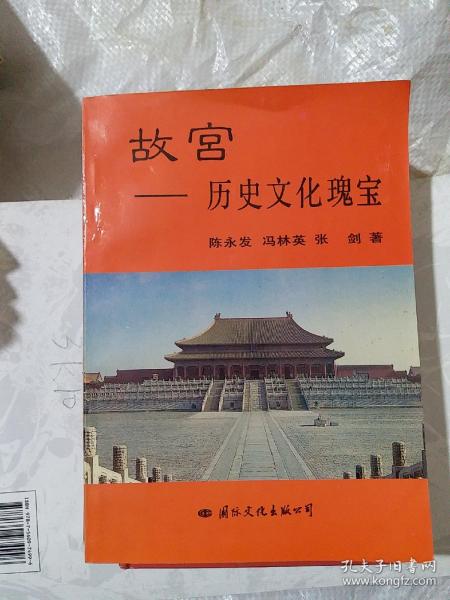 故宫
—— 历史文化瑰宝
陈永发 冯林英 张 剑 著
国际文化出版公司
孔夫子旧书网
www.kongfz.com